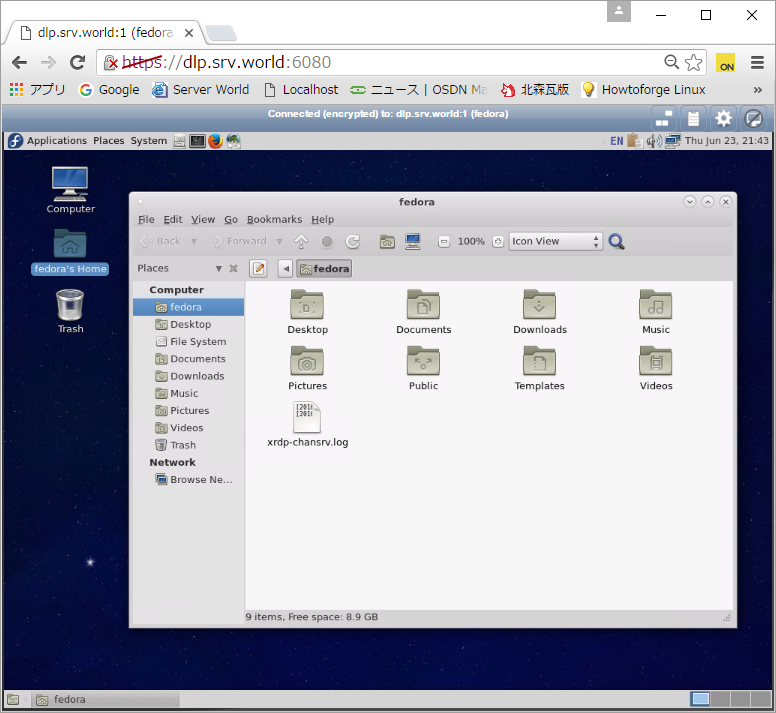 dlp.srv.world:1 (fedora
https://dlp.srv.world:6080
ON
アプリ Google Server World Localhost ニュース | OSDN Ma 北森瓦版 Howtoforge Linux »
Connected (encrypted) to: dlp.srv.world:1 (fedora)
Applications Places System EN Thu Jun 23, 21:43
Computer
fedora's Home
Trash
fedora
File Edit View Go Bookmarks Help
Back Forward 100% Icon View
Places fedora
Computer
fedora
Desktop
File System
Documents
Downloads
Music
Pictures
Videos
Trash
Network
Browse Ne...
Desktop Documents Downloads Music
Pictures Public Templates Videos
[201
[201
xrdp-chansrv.log
9 items, Free space: 8.9 GB
fedora